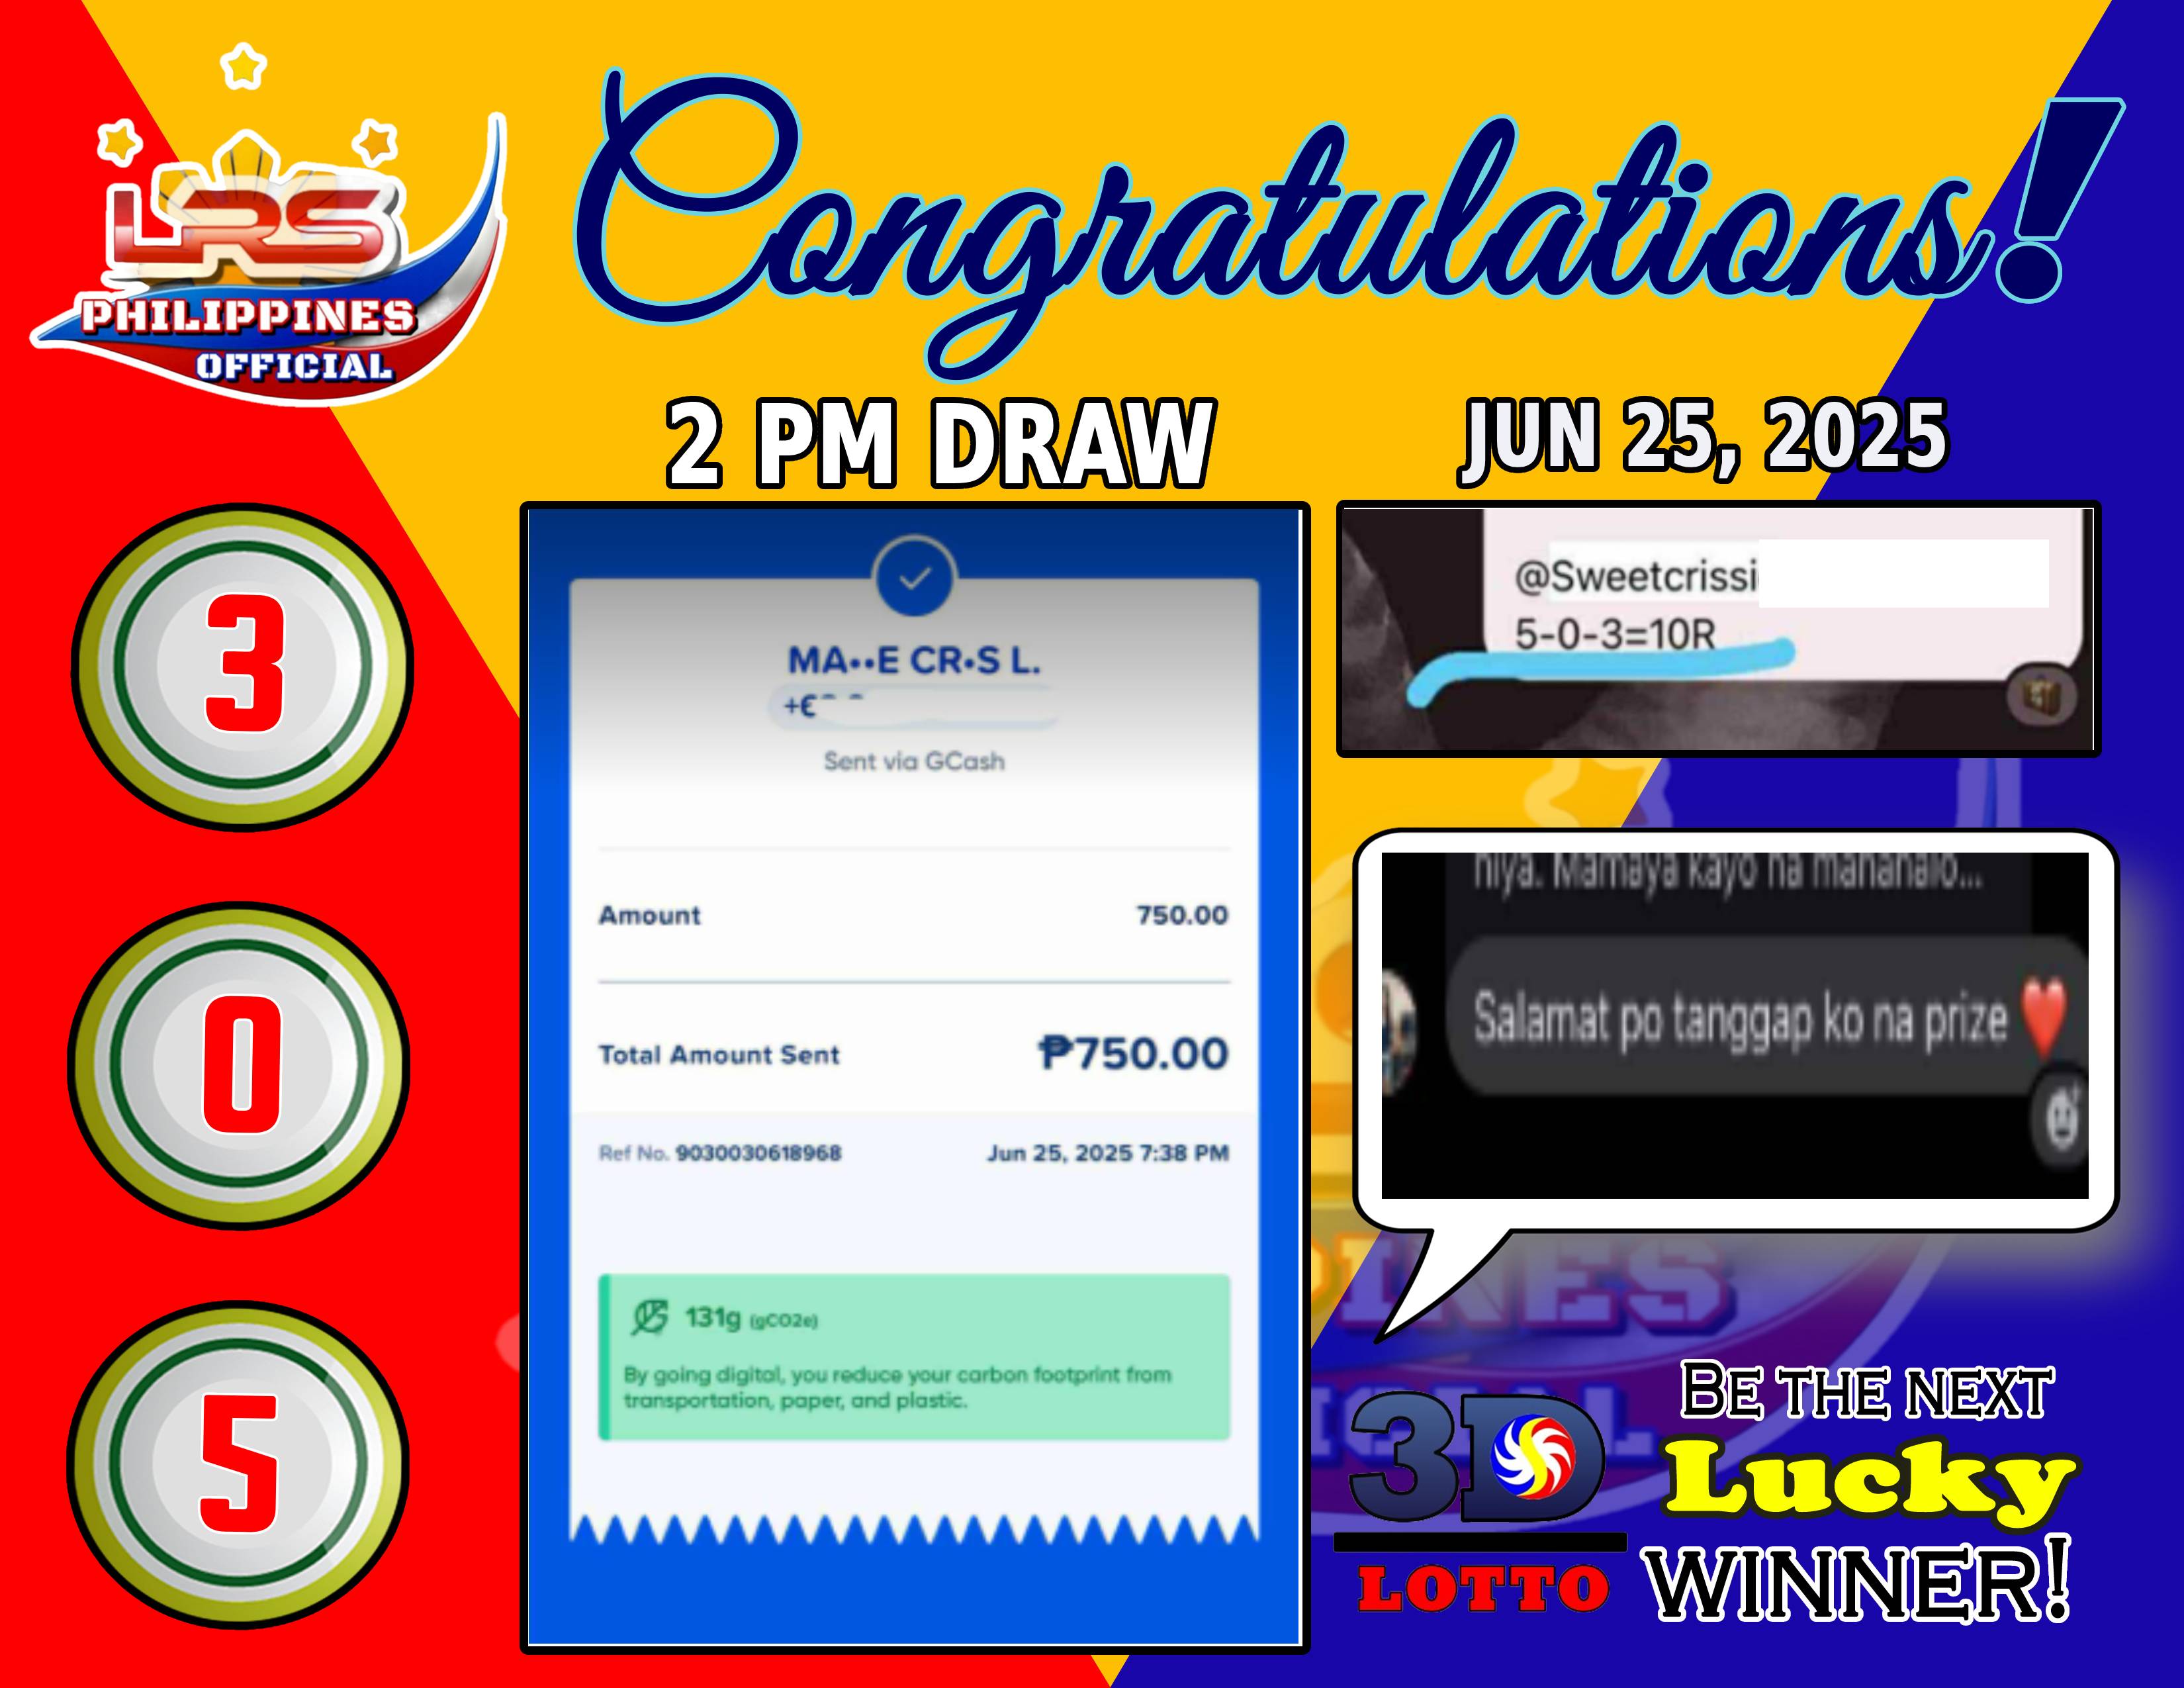 LRS
PHILIPPINES
OFFICIAL
Congratulations!
2 PM DRAW
JUN 25, 2025
3
0
5
MA••E CR•S L.
Sent via GCash
Amount 750.00
Total Amount Sent ₱750.00
Ref No. 9030030618968 Jun 25, 2025 7:38 PM
131g (gCO2e)
By going digital, you reduce your carbon footprint from
transportation, paper, and plastic.
@Sweetcrissi
5-0-3=10R
niya. Mamaya kayo na mananalo...
Salamat po tanggap ko na prize ❤️
3D
LOTTO
BE THE NEXT
Lucky
WINNER!